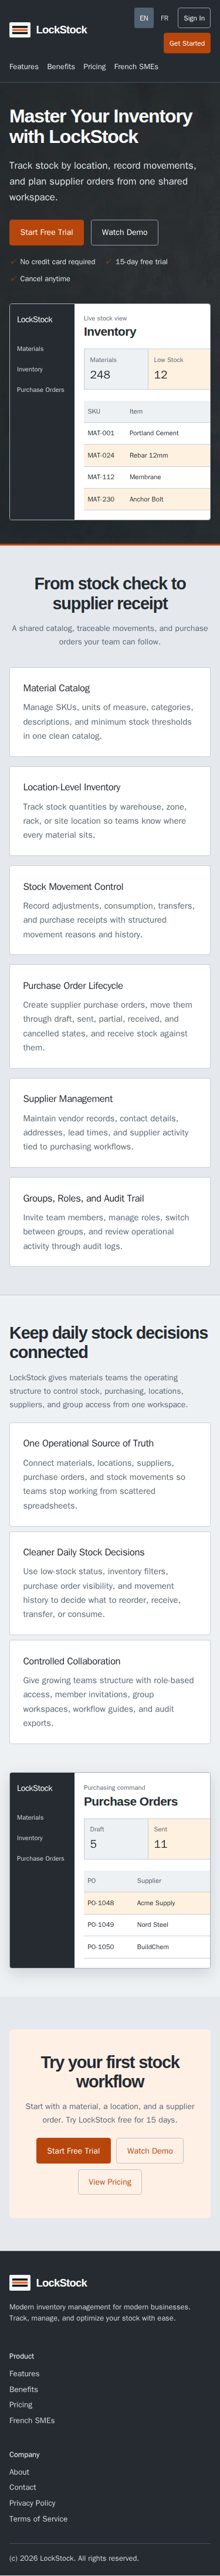 LockStock
EN
FR
Sign In
Get Started
Features
Benefits
Pricing
French SMEs
Master Your Inventory
with LockStock
Track stock by location, record movements,
and plan supplier orders from one shared
workspace.
Start Free Trial
Watch Demo
✓ No credit card required
✓ 15-day free trial
✓ Cancel anytime
LockStock
Materials
Inventory
Purchase Orders
Live stock view
Inventory
Materials
248
Low Stock
12
SKU Item
MAT-001 Portland Cement
MAT-024 Rebar 12mm
MAT-112 Membrane
MAT-230 Anchor Bolt
From stock check to
supplier receipt
A shared catalog, traceable movements, and purchase
orders your team can follow.
Material Catalog
Manage SKUs, units of measure, categories,
descriptions, and minimum stock thresholds
in one clean catalog.
Location-Level Inventory
Track stock quantities by warehouse, zone,
rack, or site location so teams know where
every material sits.
Stock Movement Control
Record adjustments, consumption, transfers,
and purchase receipts with structured
movement reasons and history.
Purchase Order Lifecycle
Create supplier purchase orders, move them
through draft, sent, partial, received, and
cancelled states, and receive stock against
them.
Supplier Management
Maintain vendor records, contact details,
addresses, lead times, and supplier activity
tied to purchasing workflows.
Groups, Roles, and Audit Trail
Invite team members, manage roles, switch
between groups, and review operational
activity through audit logs.
Keep daily stock decisions
connected
LockStock gives materials teams the operating
structure to control stock, purchasing, locations,
suppliers, and group access from one workspace.
One Operational Source of Truth
Connect materials, locations, suppliers,
purchase orders, and stock movements so
teams stop working from scattered
spreadsheets.
Cleaner Daily Stock Decisions
Use low-stock status, inventory filters,
purchase order visibility, and movement
history to decide what to reorder, receive,
transfer, or consume.
Controlled Collaboration
Give growing teams structure with role-based
access, member invitations, group
workspaces, workflow guides, and audit
exports.
LockStock
Materials
Inventory
Purchase Orders
Purchasing command
Purchase Orders
Draft
5
Sent
11
PO Supplier
PO-1048 Acme Supply
PO-1049 Nord Steel
PO-1050 BuildChem
Try your first stock
workflow
Start with a material, a location, and a supplier
order. Try LockStock free for 15 days.
Start Free Trial
Watch Demo
View Pricing
LockStock
Modern inventory management for modern businesses.
Track, manage, and optimize your stock with ease.
Product
Features
Benefits
Pricing
French SMEs
Company
About
Contact
Privacy Policy
Terms of Service
(c) 2026 LockStock. All rights reserved.